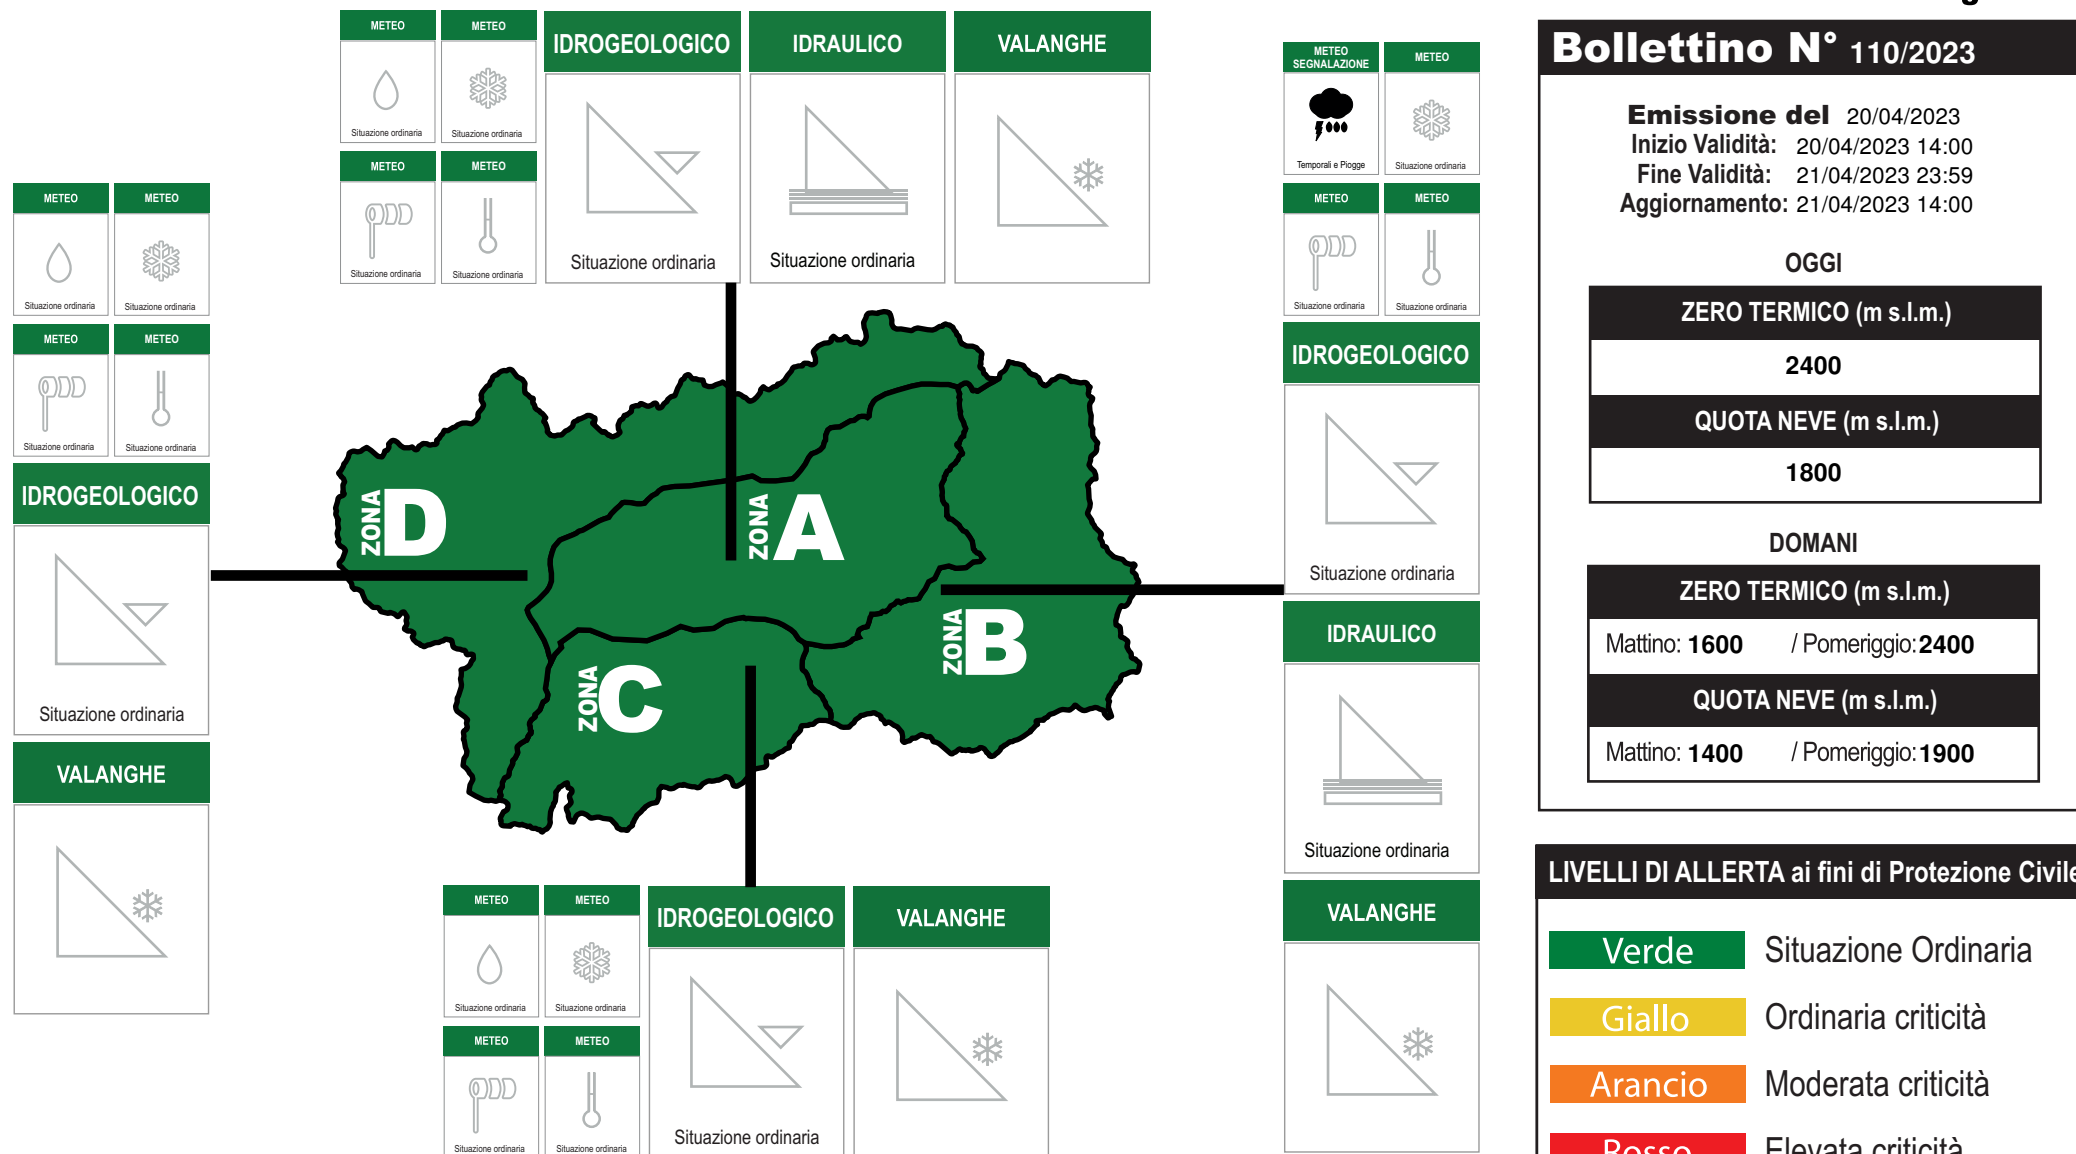 METEO METEO
Situazione ordinaria Situazione ordinaria
METEO METEO
Situazione ordinaria Situazione ordinaria
IDROGEOLOGICO
Situazione ordinaria
IDRAULICO
Situazione ordinaria
VALANGHE
METEO METEO
Situazione ordinaria Situazione ordinaria
METEO METEO
Situazione ordinaria Situazione ordinaria
IDROGEOLOGICO
Situazione ordinaria
VALANGHE
ZONA D
ZONA A
ZONA B
ZONA C
METEO METEO
Situazione ordinaria Situazione ordinaria
METEO METEO
Situazione ordinaria Situazione ordinaria
IDROGEOLOGICO
Situazione ordinaria
VALANGHE
METEO
SEGNALAZIONE
METEO
Temporali e Piogge Situazione ordinaria
METEO METEO
Situazione ordinaria Situazione ordinaria
IDROGEOLOGICO
Situazione ordinaria
IDRAULICO
Situazione ordinaria
VALANGHE
Bollettino N° 110/2023
Emissione del 20/04/2023
Inizio Validità: 20/04/2023 14:00
Fine Validità: 21/04/2023 23:59
Aggiornamento: 21/04/2023 14:00
OGGI
ZERO TERMICO (m s.l.m.)
2400
QUOTA NEVE (m s.l.m.)
1800
DOMANI
ZERO TERMICO (m s.l.m.)
Mattino: 1600 / Pomeriggio: 2400
QUOTA NEVE (m s.l.m.)
Mattino: 1400 / Pomeriggio: 1900
LIVELLI DI ALLERTA ai fini di Protezione Civile
Verde Situazione Ordinaria
Giallo Ordinaria criticità
Arancio Moderata criticità
Rosso Elevata criticità